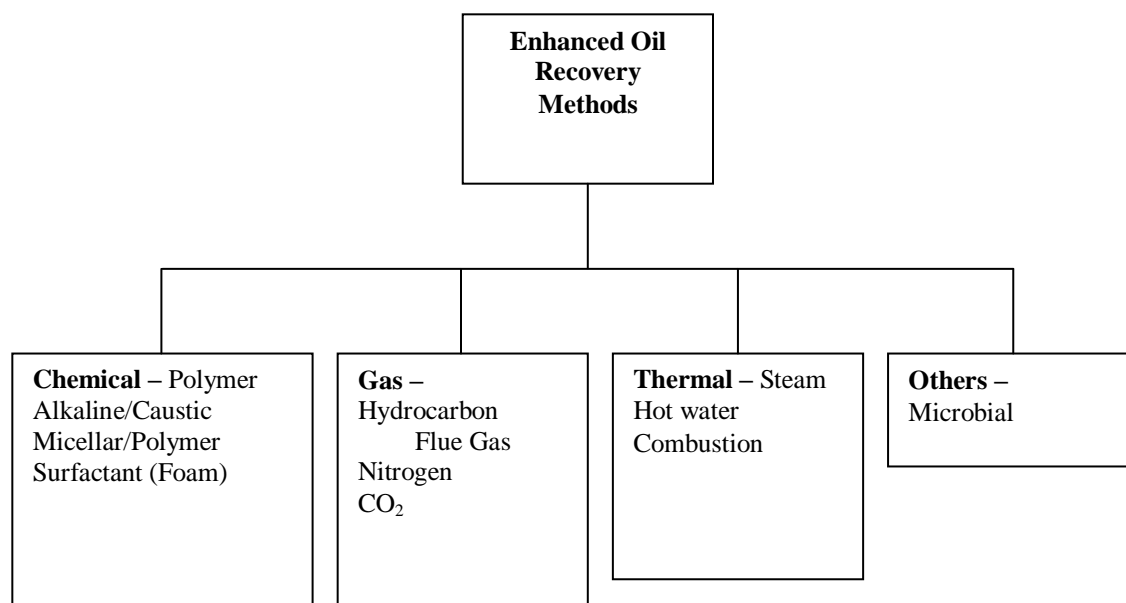 Enhanced Oil
Recovery
Methods
Chemical – Polymer
Alkaline/Caustic
Micellar/Polymer
Surfactant (Foam)
Gas –
Hydrocarbon
Flue Gas
Nitrogen
CO₂
Thermal – Steam
Hot water
Combustion
Others –
Microbial